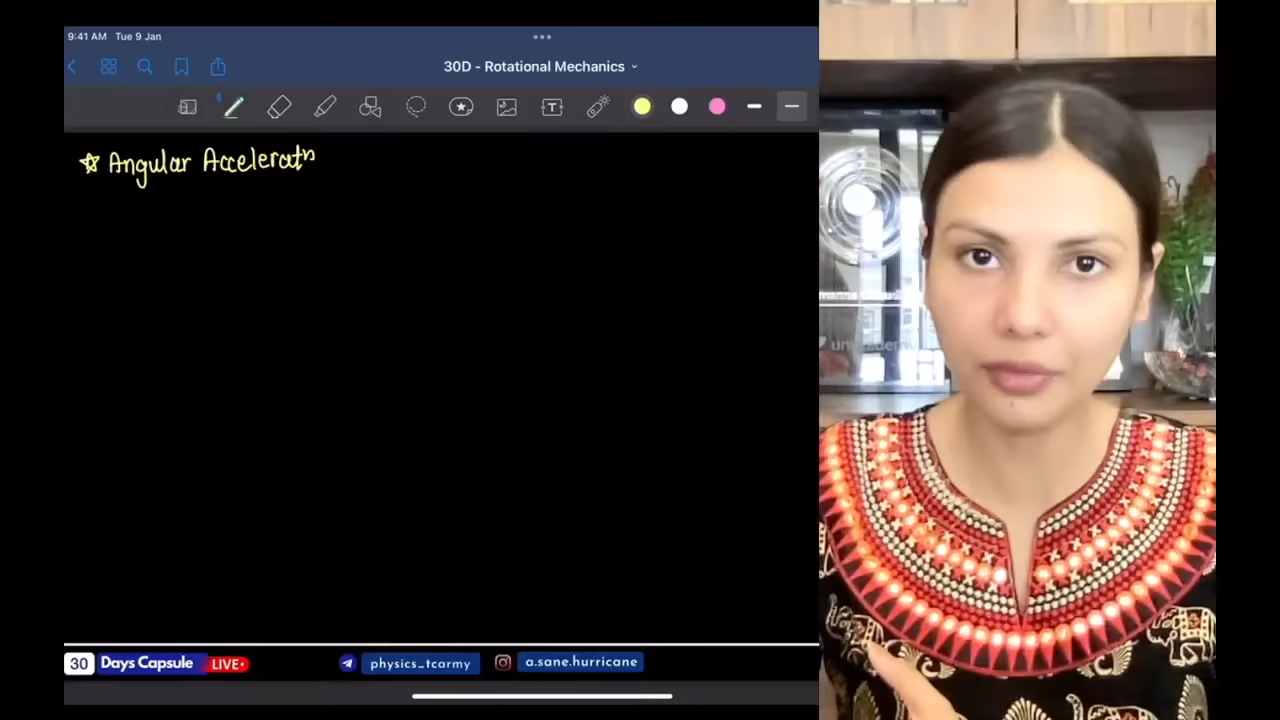 9:41 AM Tue 9 Jan
30D - Rotational Mechanics
T
☆ Angular Acceleratn
30 Days Capsule LIVE
physics_tcarmy
a.sane.hurricane